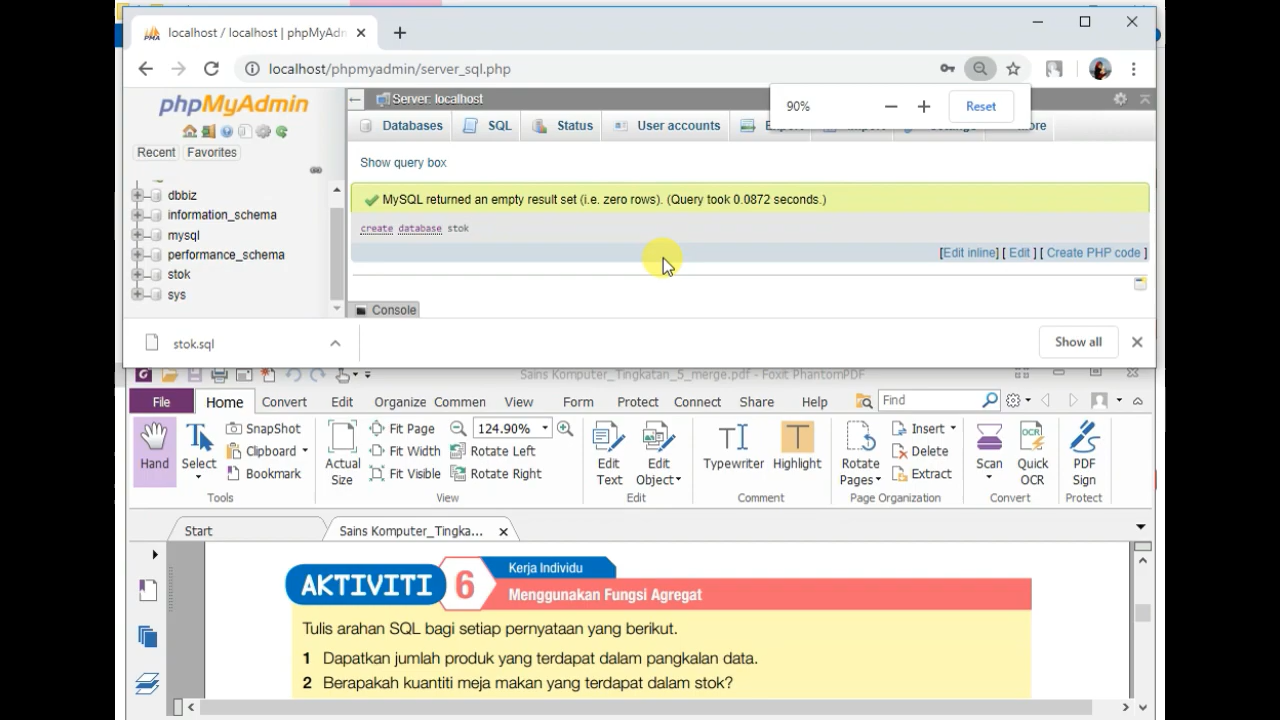 localhost / localhost | phpMyAdn
localhost/phpmyadmin/server_sql.php
phpMyAdmin
Server: localhost
90% Reset
Databases SQL Status User accounts
Recent Favorites
Show query box
dbbiz
information_schema
mysql
performance_schema
stok
sys
MySQL returned an empty result set (i.e. zero rows). (Query took 0.0872 seconds.)
create database stok
[Edit inline] [ Edit ] [ Create PHP code ]
Console
stok.sql
Show all
Sains Komputer_Tingkatan_5_merge.pdf - Foxit PhantomPDF
File Home Convert Edit Organize Commen View Form Protect Connect Share Help Find
Hand
Select
SnapShot
Clipboard
Bookmark
Tools
Actual Size
Fit Page
Fit Width
Fit Visible
124.90%
Rotate Left
Rotate Right
View
Edit Text
Edit Object
Edit
Typewriter
Highlight
Comment
Rotate Pages
Insert
Delete
Extract
Page Organization
Scan
Quick OCR
Convert
PDF Sign
Protect
Start
Sains Komputer_Tingka...
AKTIVITI 6
Kerja Individu
Menggunakan Fungsi Agregat
Tulis arahan SQL bagi setiap pernyataan yang berikut.
1 Dapatkan jumlah produk yang terdapat dalam pangkalan data.
2 Berapakah kuantiti meja makan yang terdapat dalam stok?